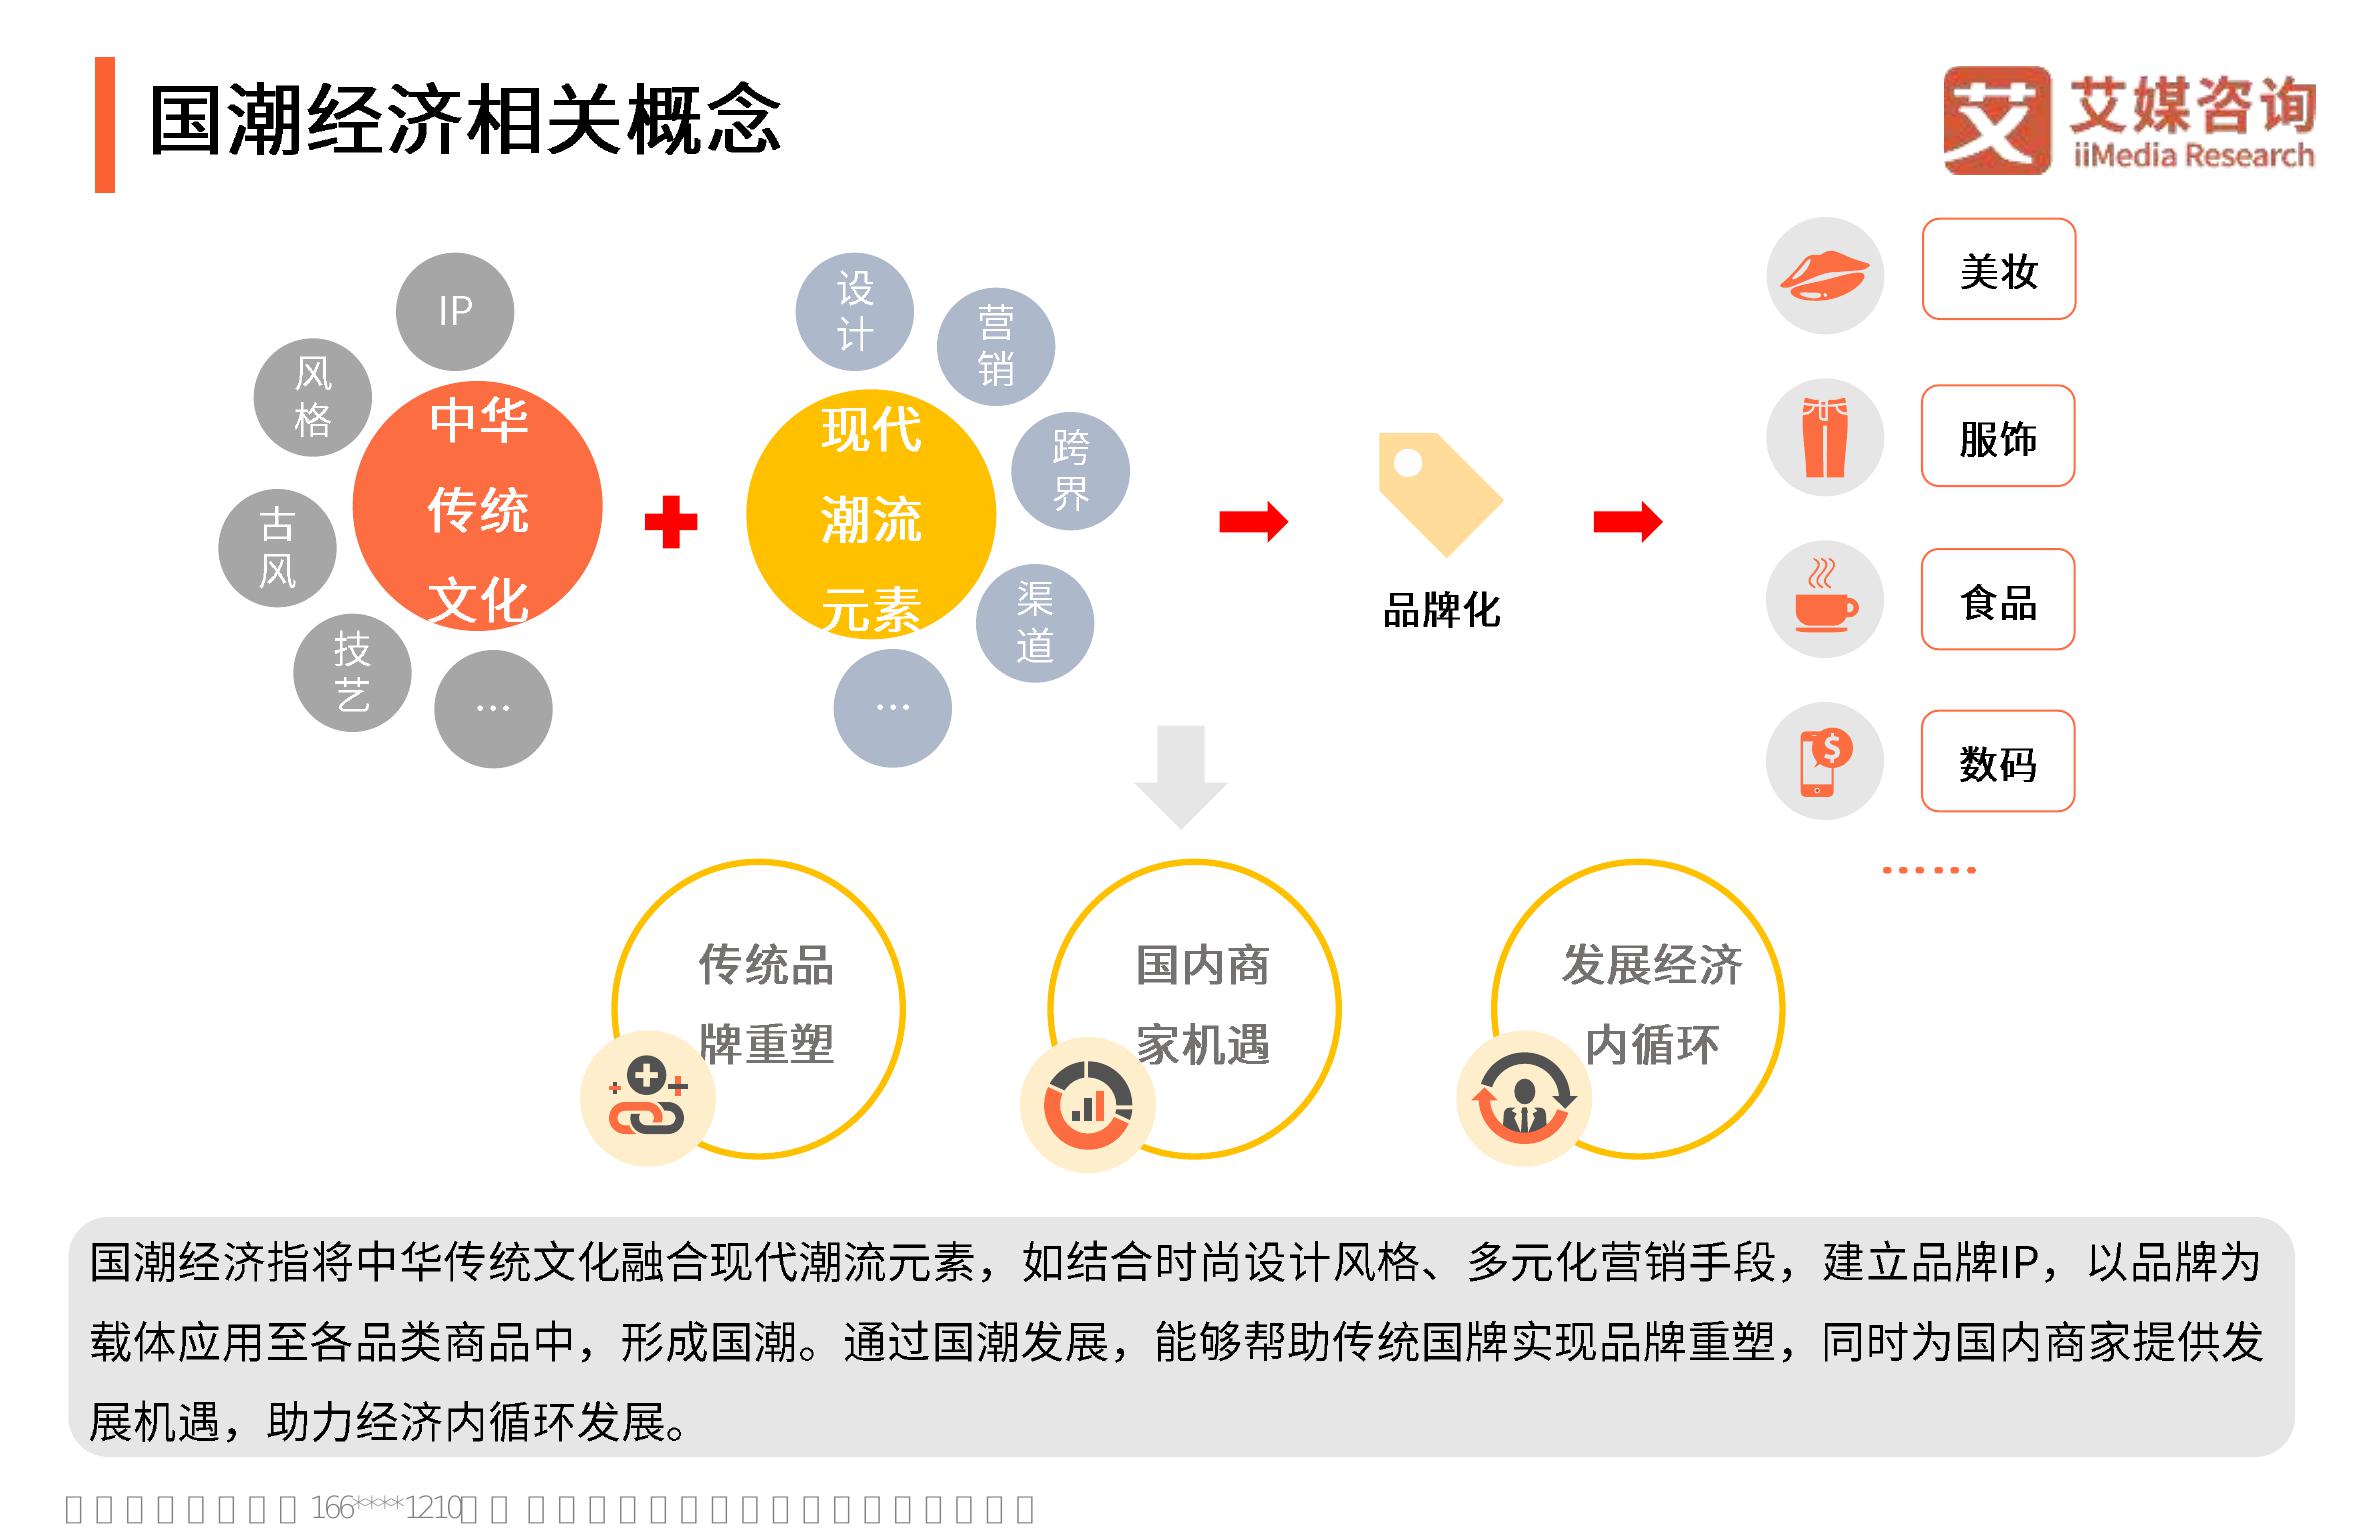 国潮经济相关概念
艾
艾媒咨询
iiMedia Research
IP
风
格
古
风
技
艺
…
中华
传统
文化
设
计
营
销
跨
界
渠
道
…
现代
潮流
元素
品牌化
美妆
服饰
食品
数码
……
$
传统品
牌重塑
国内商
家机遇
发展经济
内循环
国潮经济指将中华传统文化融合现代潮流元素，如结合时尚设计风格、多元化营销手段，建立品牌IP，以品牌为
载体应用至各品类商品中，形成国潮。通过国潮发展，能够帮助传统国牌实现品牌重塑，同时为国内商家提供发
展机遇，助力经济内循环发展。
166****1210